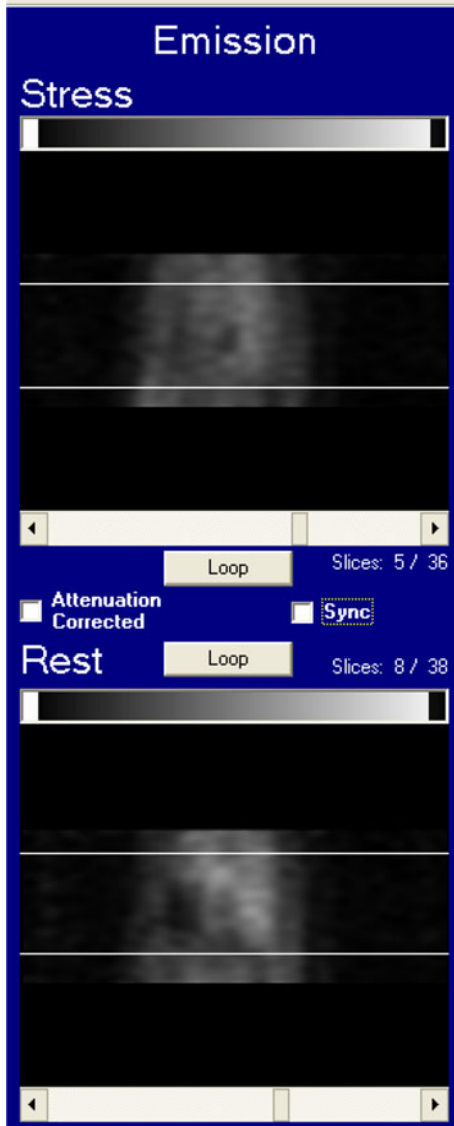 Emission
Stress
Loop
Slices: 5 / 36
Attenuation
Corrected
Sync
Rest
Loop
Slices: 8 / 38